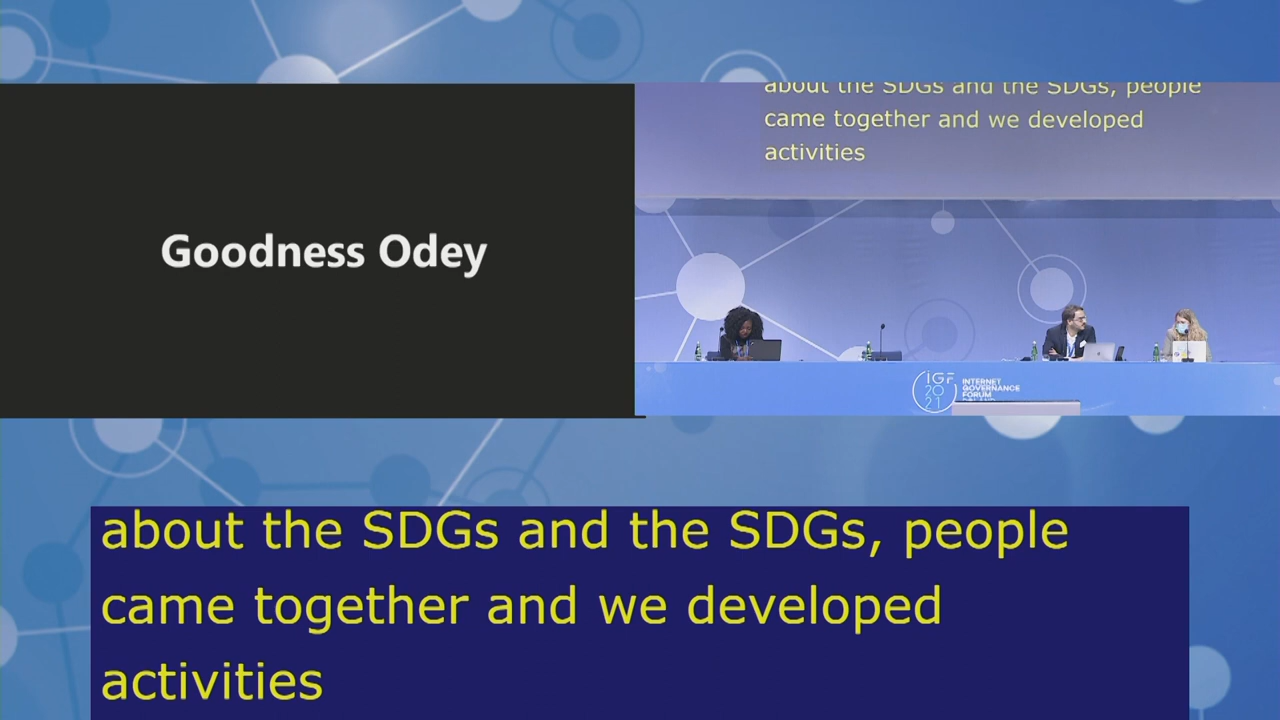 Goodness Odey
about the SDGs and the SDGs, people
came together and we developed
activities
IGF
2021
INTERNET
GOVERNANCE
FORUM
about the SDGs and the SDGs, people
came together and we developed
activities